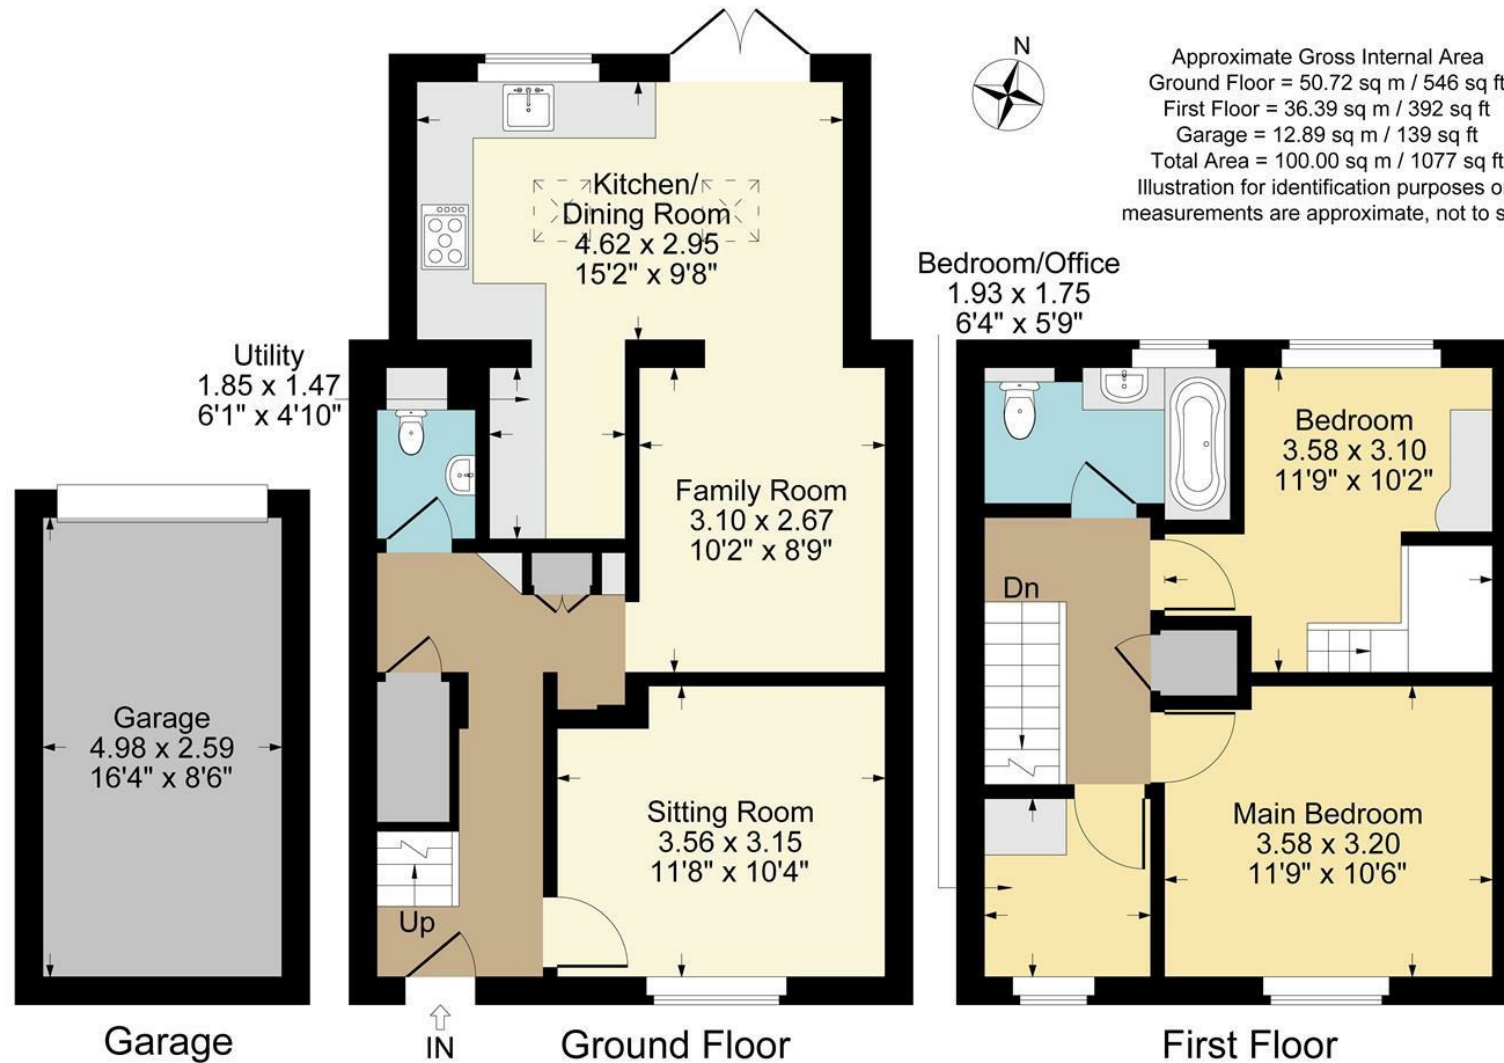 N
Approximate Gross Internal Area
Ground Floor = 50.72 sq m / 546 sq ft
First Floor = 36.39 sq m / 392 sq ft
Garage = 12.89 sq m / 139 sq ft
Total Area = 100.00 sq m / 1077 sq ft
Illustration for identification purposes
measurements are approximate, not to
Kitchen/
Dining Room
4.62 x 2.95
15'2" x 9'8"
Utility
1.85 x 1.47
6'1" x 4'10"
Family Room
3.10 x 2.67
10'2" x 8'9"
Garage
4.98 x 2.59
16'4" x 8'6"
Sitting Room
3.56 x 3.15
11'8" x 10'4"
Up
IN
Bedroom/Office
1.93 x 1.75
6'4" x 5'9"
Bedroom
3.58 x 3.10
11'9" x 10'2"
Dn
Main Bedroom
3.58 x 3.20
11'9" x 10'6"
Garage
Ground Floor
First Floor